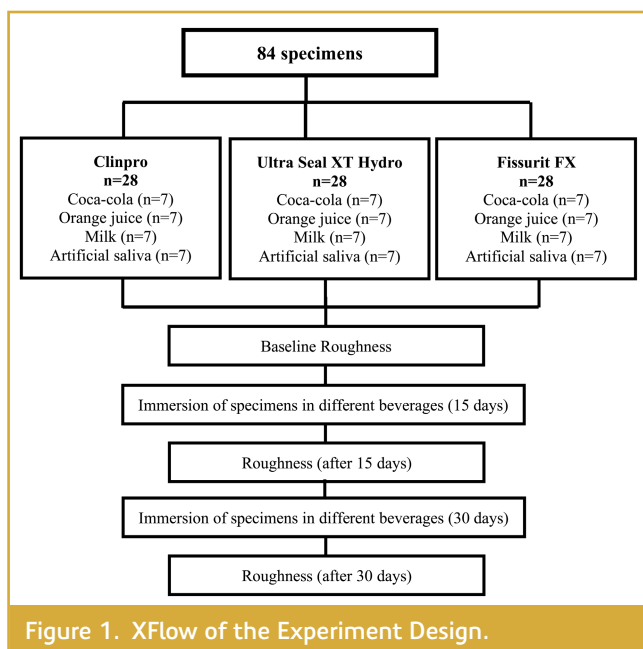 84 specimens
Clinpro
n=28
Coca-cola (n=7)
Orange juice (n=7)
Milk (n=7)
Artificial saliva (n=7)
Ultra Seal XT Hydro
n=28
Coca-cola (n=7)
Orange juice (n=7)
Milk (n=7)
Artificial saliva (n=7)
Fissurit FX
n=28
Coca-cola (n=7)
Orange juice (n=7)
Milk (n=7)
Artificial saliva (n=7)
Baseline Roughness
Immersion of specimens in different beverages (15 days)
Roughness (after 15 days)
Immersion of specimens in different beverages (30 days)
Roughness (after 30 days)
Figure 1. XFlow of the Experiment Design.